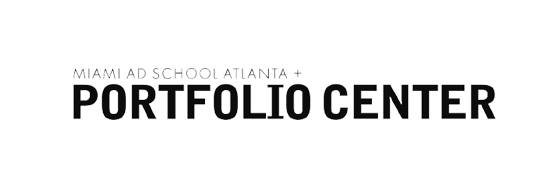 MIAMI AD SCHOOL ATLANTA +
PORTFOLIO CENTER